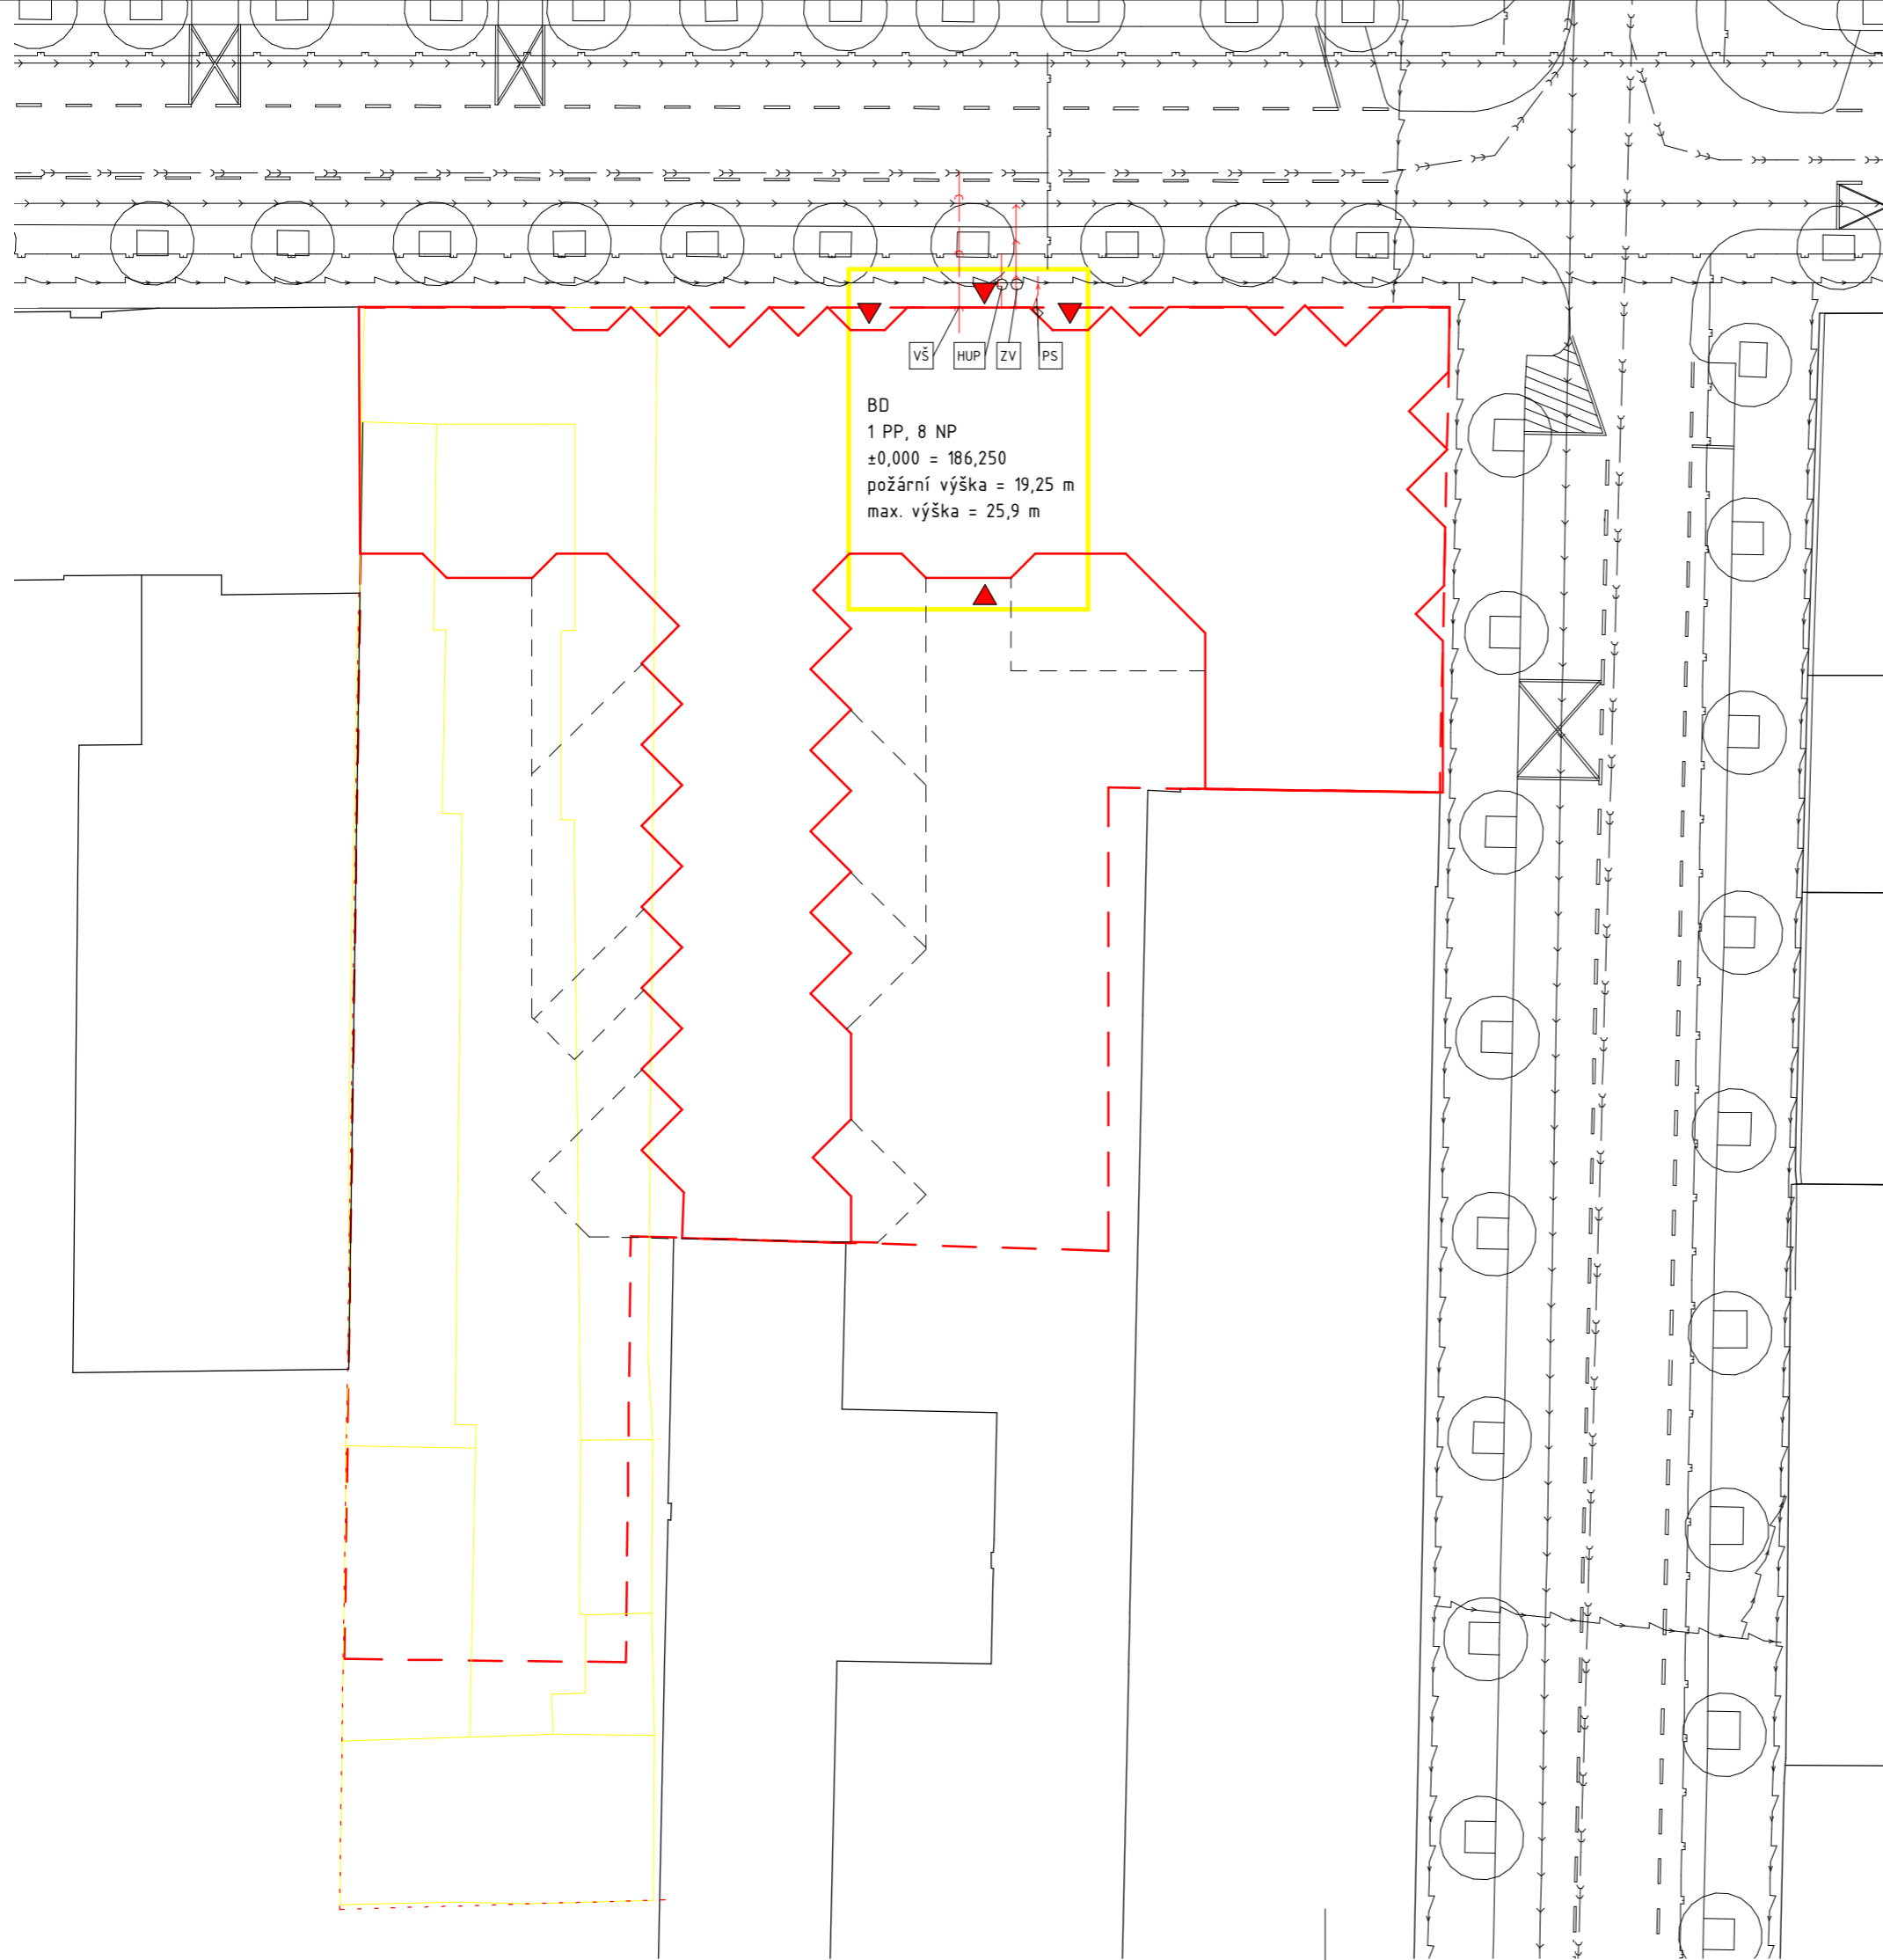 VŠ HUP ZV PS
BD
1 PP, 8 NP
±0,000 = 186,250
požární výška = 19,25 m
max. výška = 25,9 m